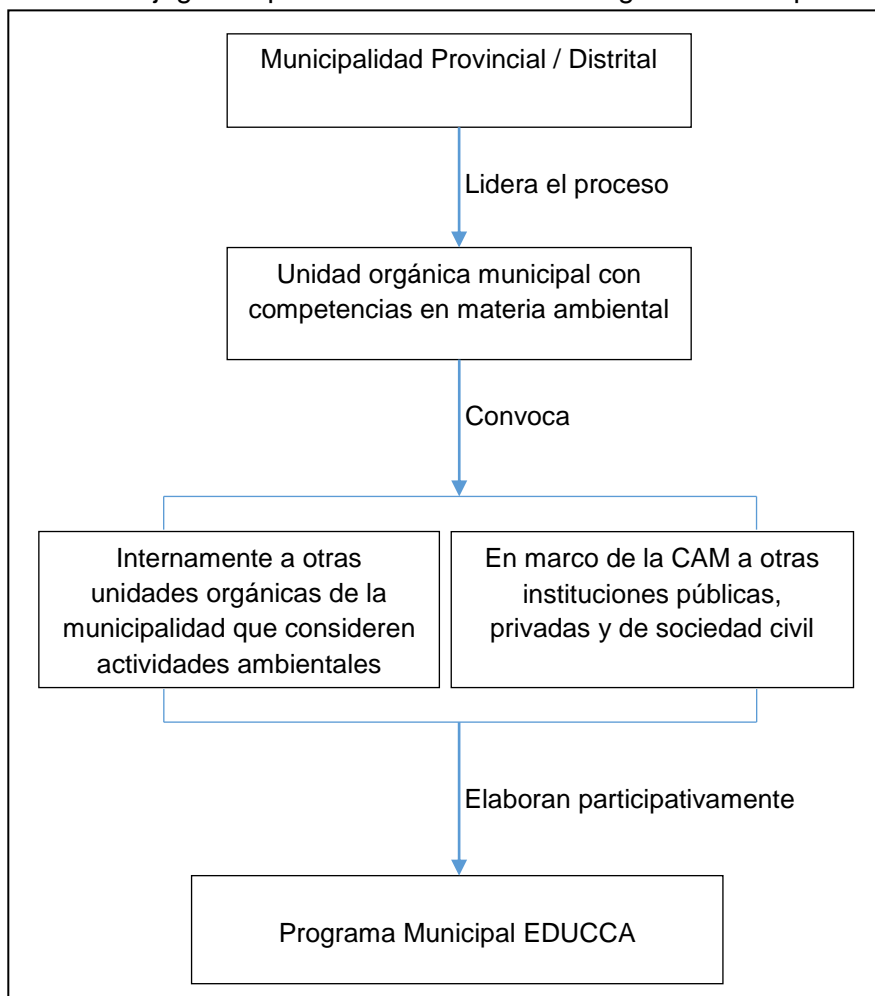 Municipalidad Provincial / Distrital
Lidera el proceso
Unidad orgánica municipal con
competencias en materia ambiental
Convoca
Internamente a otras
unidades orgánicas de la
municipalidad que consideren
actividades ambientales
En marco de la CAM a otras
instituciones públicas,
privadas y de sociedad civil
Elaboran participativamente
Programa Municipal EDUCCA